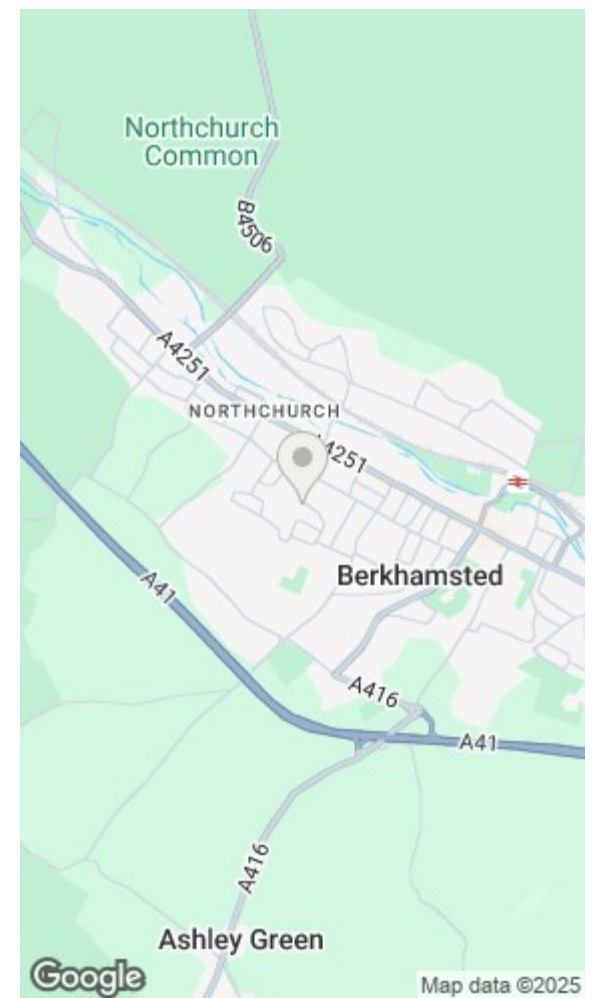 Northchurch
Common
B4506
A4251
NORTHCHURCH
A4251
Berkhamsted
A41
A416
A41
A416
Ashley Green
Google
Map data ©2025